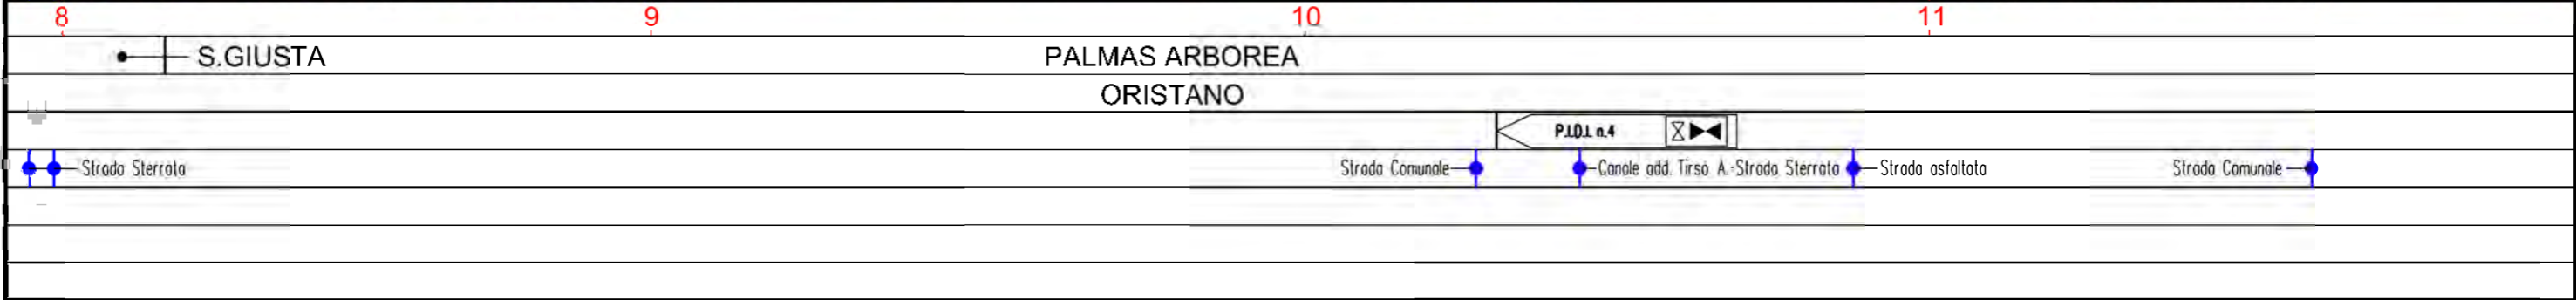 8 9 10 11
S.GIUSTA PALMAS ARBOREA
ORISTANO
P.I.D.I. n.4
Strada Sterrata Strada Comunale Canale add. Tirso A.-Strada Sterrata Strada asfaltata Strada Comunale